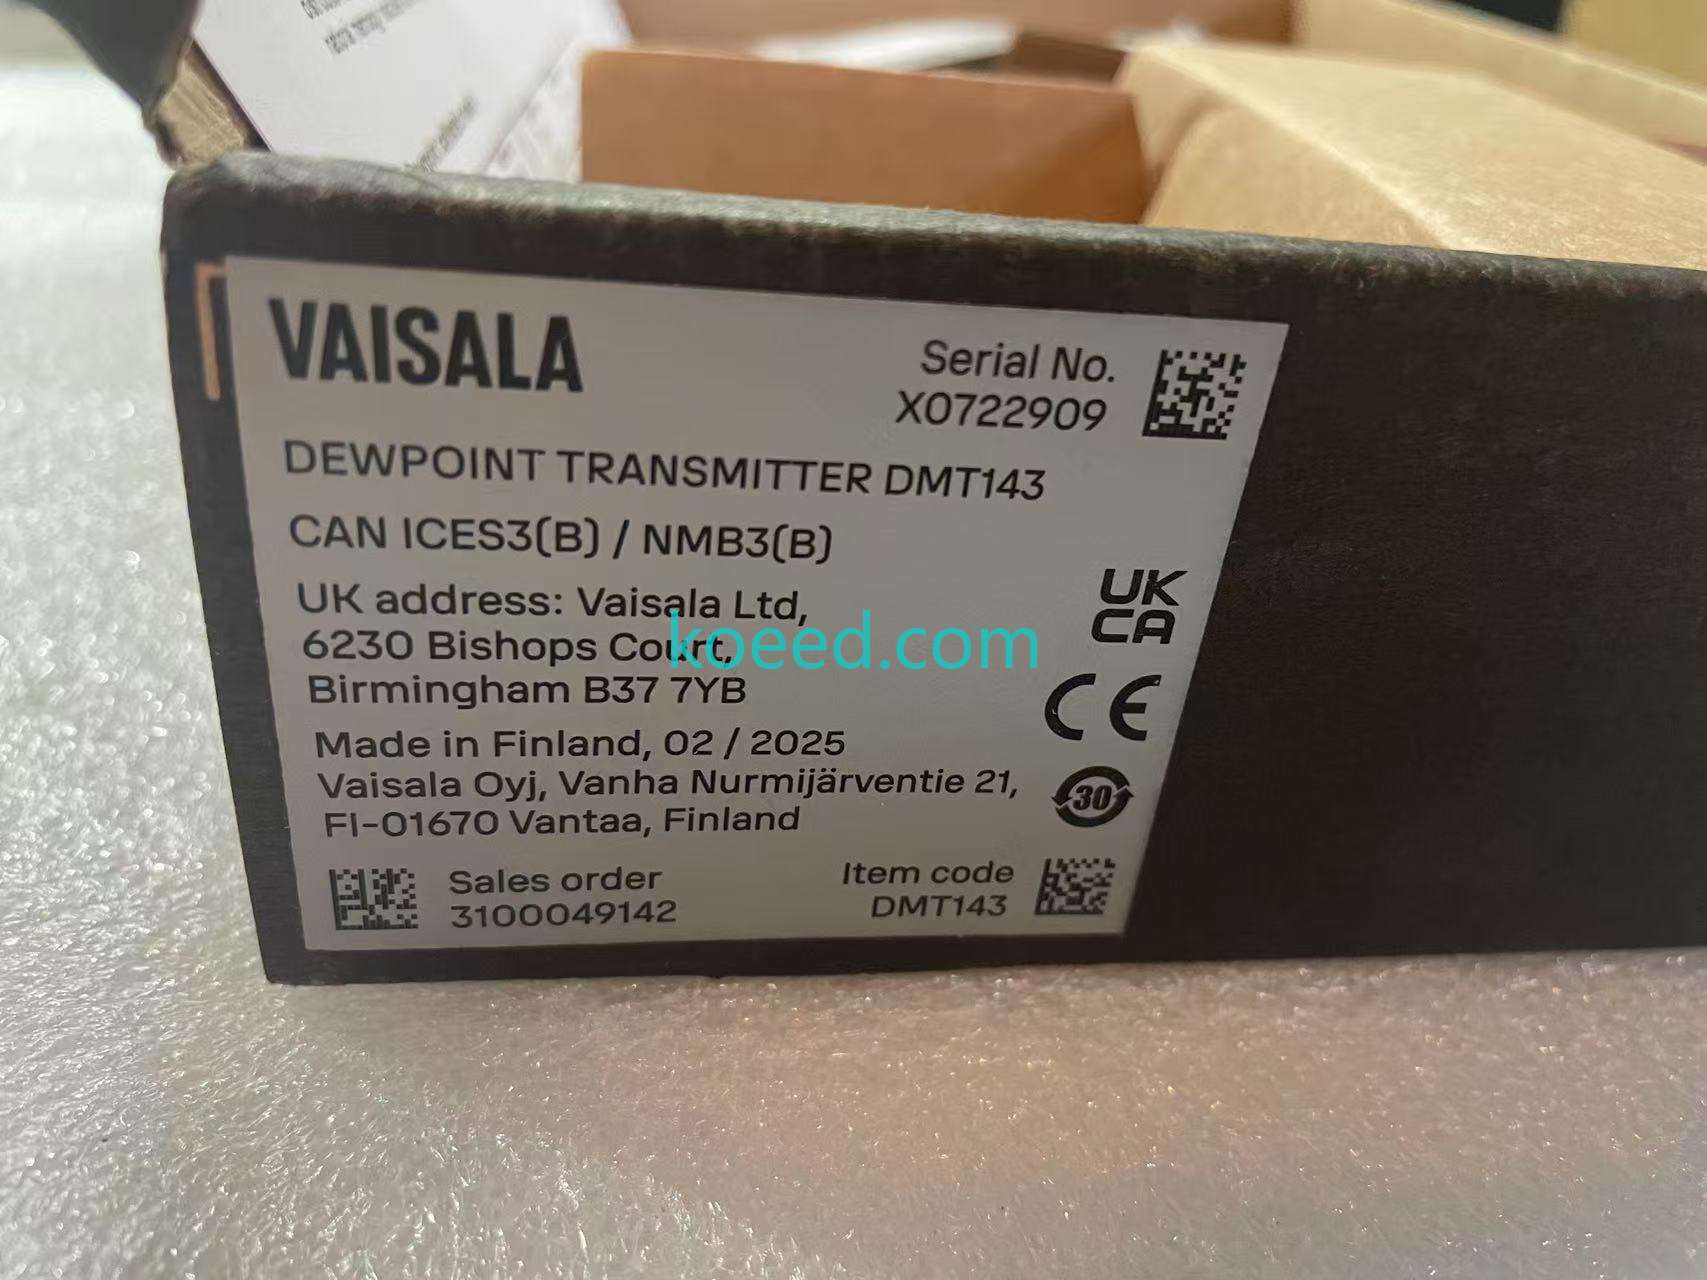 VAISALA
Serial No.
X0722909
DEWPOINT TRANSMITTER DMT143
CAN ICES3(B) / NMB3(B)
UK address: Vaisala Ltd,
6230 Bishops Court,
Birmingham B37 7YB
UK
CA
koeed.com
CE
Made in Finland, 02 / 2025
Vaisala Oyj, Vanha Nurmijärventie 21,
FI-01670 Vantaa, Finland
30
Sales order
3100049142
Item code
DMT143